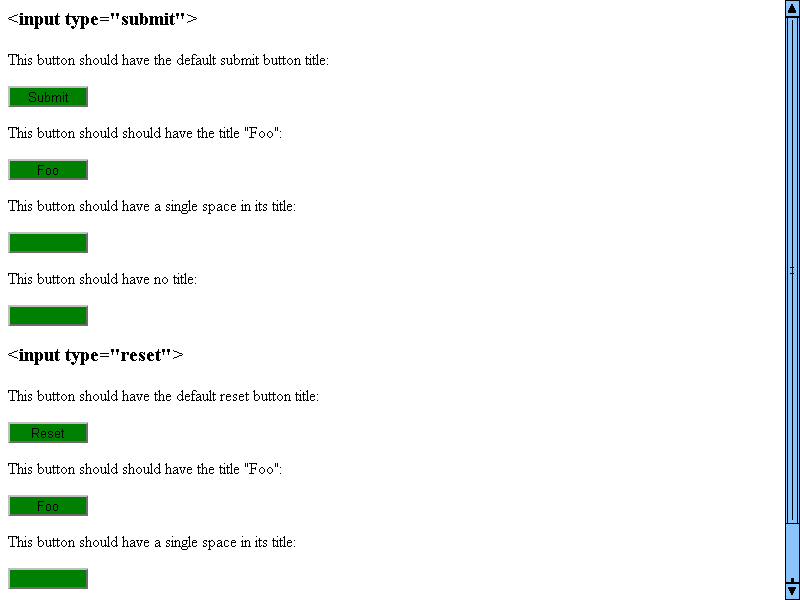 <input type="submit">
This button should have the default submit button title:
Submit
This button should should have the title "Foo":
Foo
This button should have a single space in its title:
This button should have no title:
<input type="reset">
This button should have the default reset button title:
Reset
This button should should have the title "Foo":
Foo
This button should have a single space in its title: